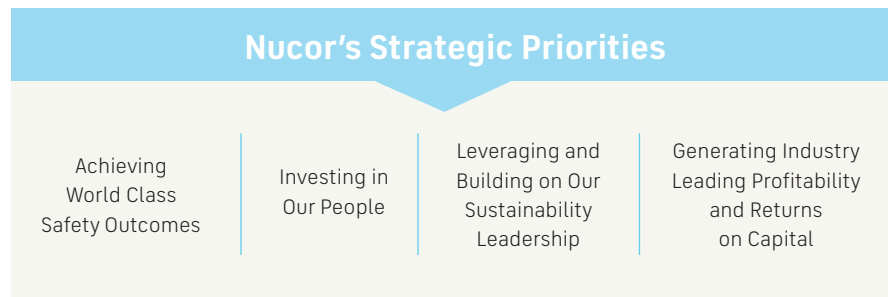 Nucor's Strategic Priorities
Achieving
World Class
Safety Outcomes
Investing in
Our People
Leveraging and
Building on Our
Sustainability
Leadership
Generating Industry
Leading Profitability
and Returns
on Capital